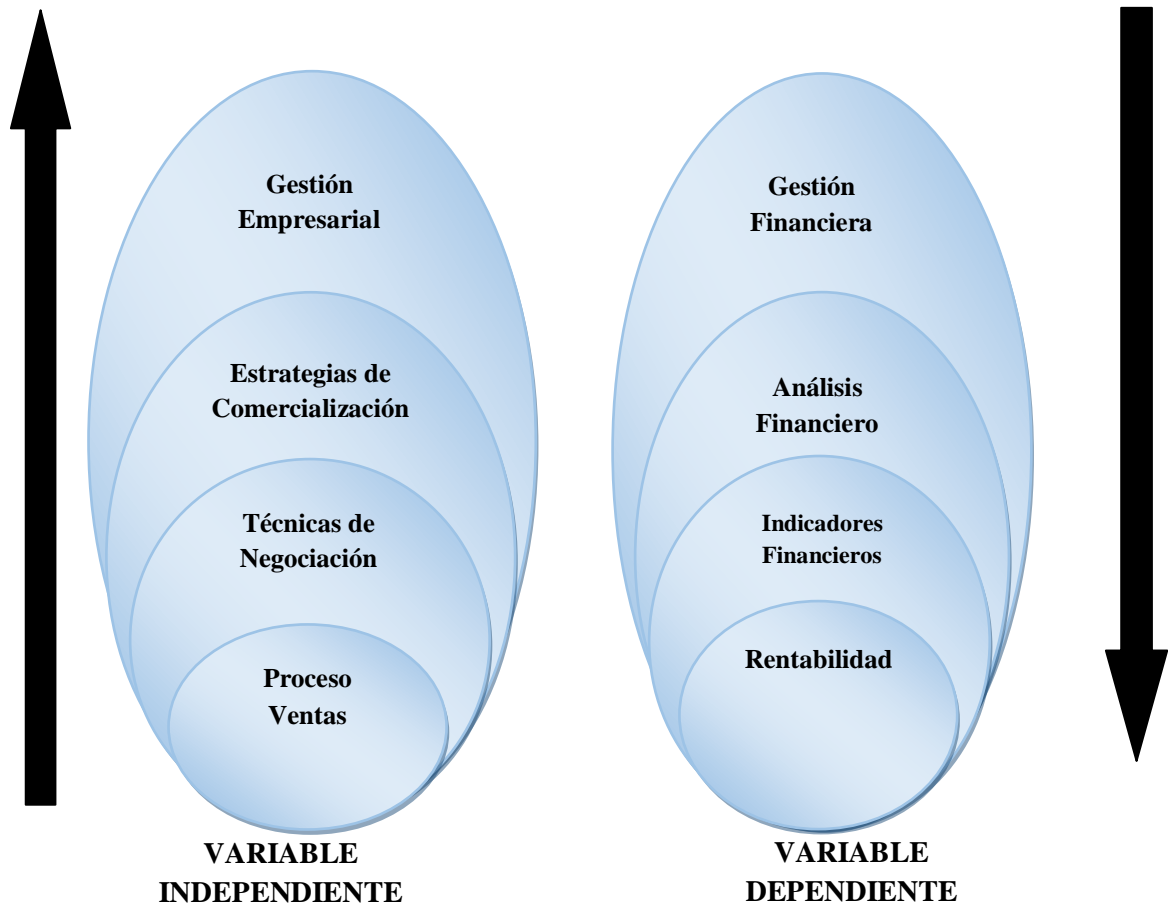 Gestión
Empresarial
Estrategias de
Comercialización
Técnicas de
Negociación
Proceso
Ventas
VARIABLE
INDEPENDIENTE
Gestión
Financiera
Análisis
Financiero
Indicadores
Financieros
Rentabilidad
VARIABLE
DEPENDIENTE